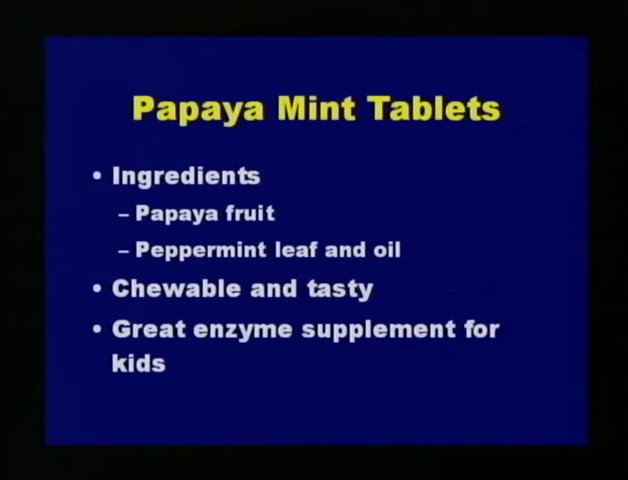 Papaya Mint Tablets
• Ingredients
– Papaya fruit
– Peppermint leaf and oil
• Chewable and tasty
• Great enzyme supplement for
kids